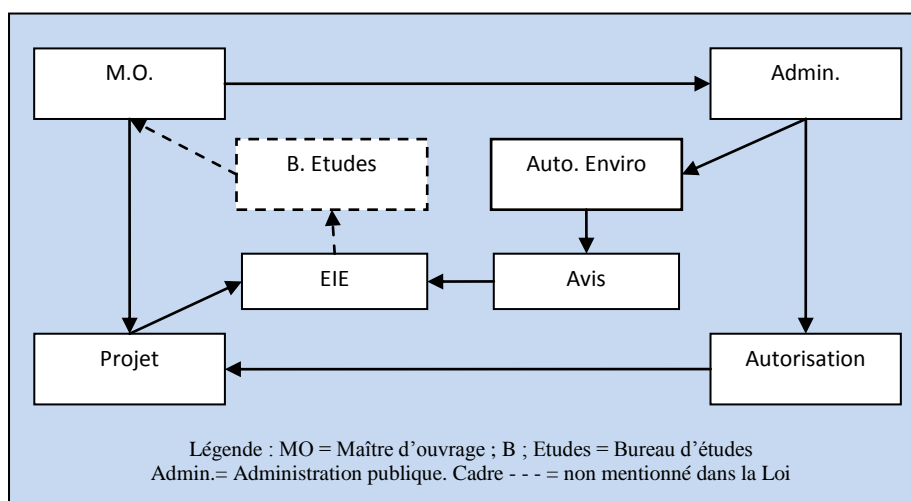 M.O.
Admin.
B. Etudes
Auto. Enviro
EIE
Avis
Projet
Autorisation
Légende : MO = Maître d’ouvrage ; B ; Etudes = Bureau d’études
Admin.= Administration publique. Cadre - - - = non mentionné dans la Loi